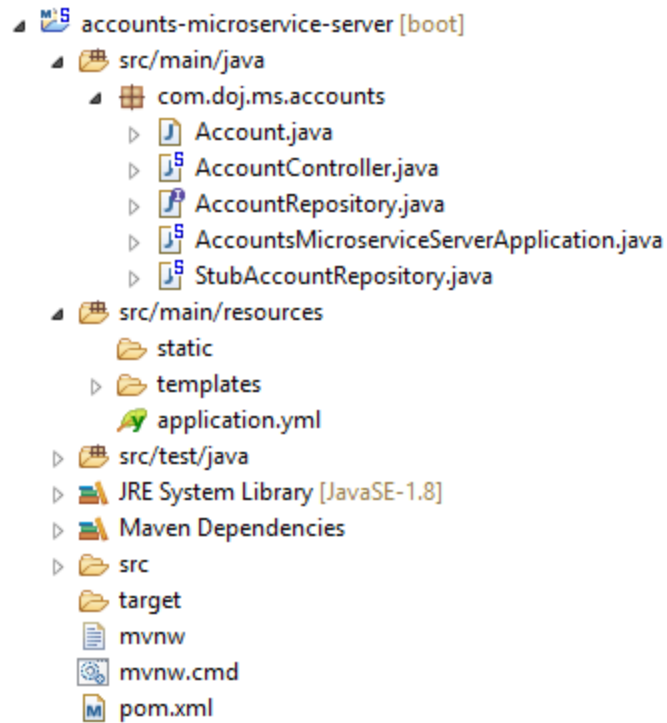 accounts-microservice-server [boot]
src/main/java
com.doj.ms.accounts
Account.java
AccountController.java
AccountRepository.java
AccountsMicroserviceServerApplication.java
StubAccountRepository.java
src/main/resources
static
templates
application.yml
src/test/java
JRE System Library [JavaSE-1.8]
Maven Dependencies
src
target
mvnw
mvnw.cmd
pom.xml